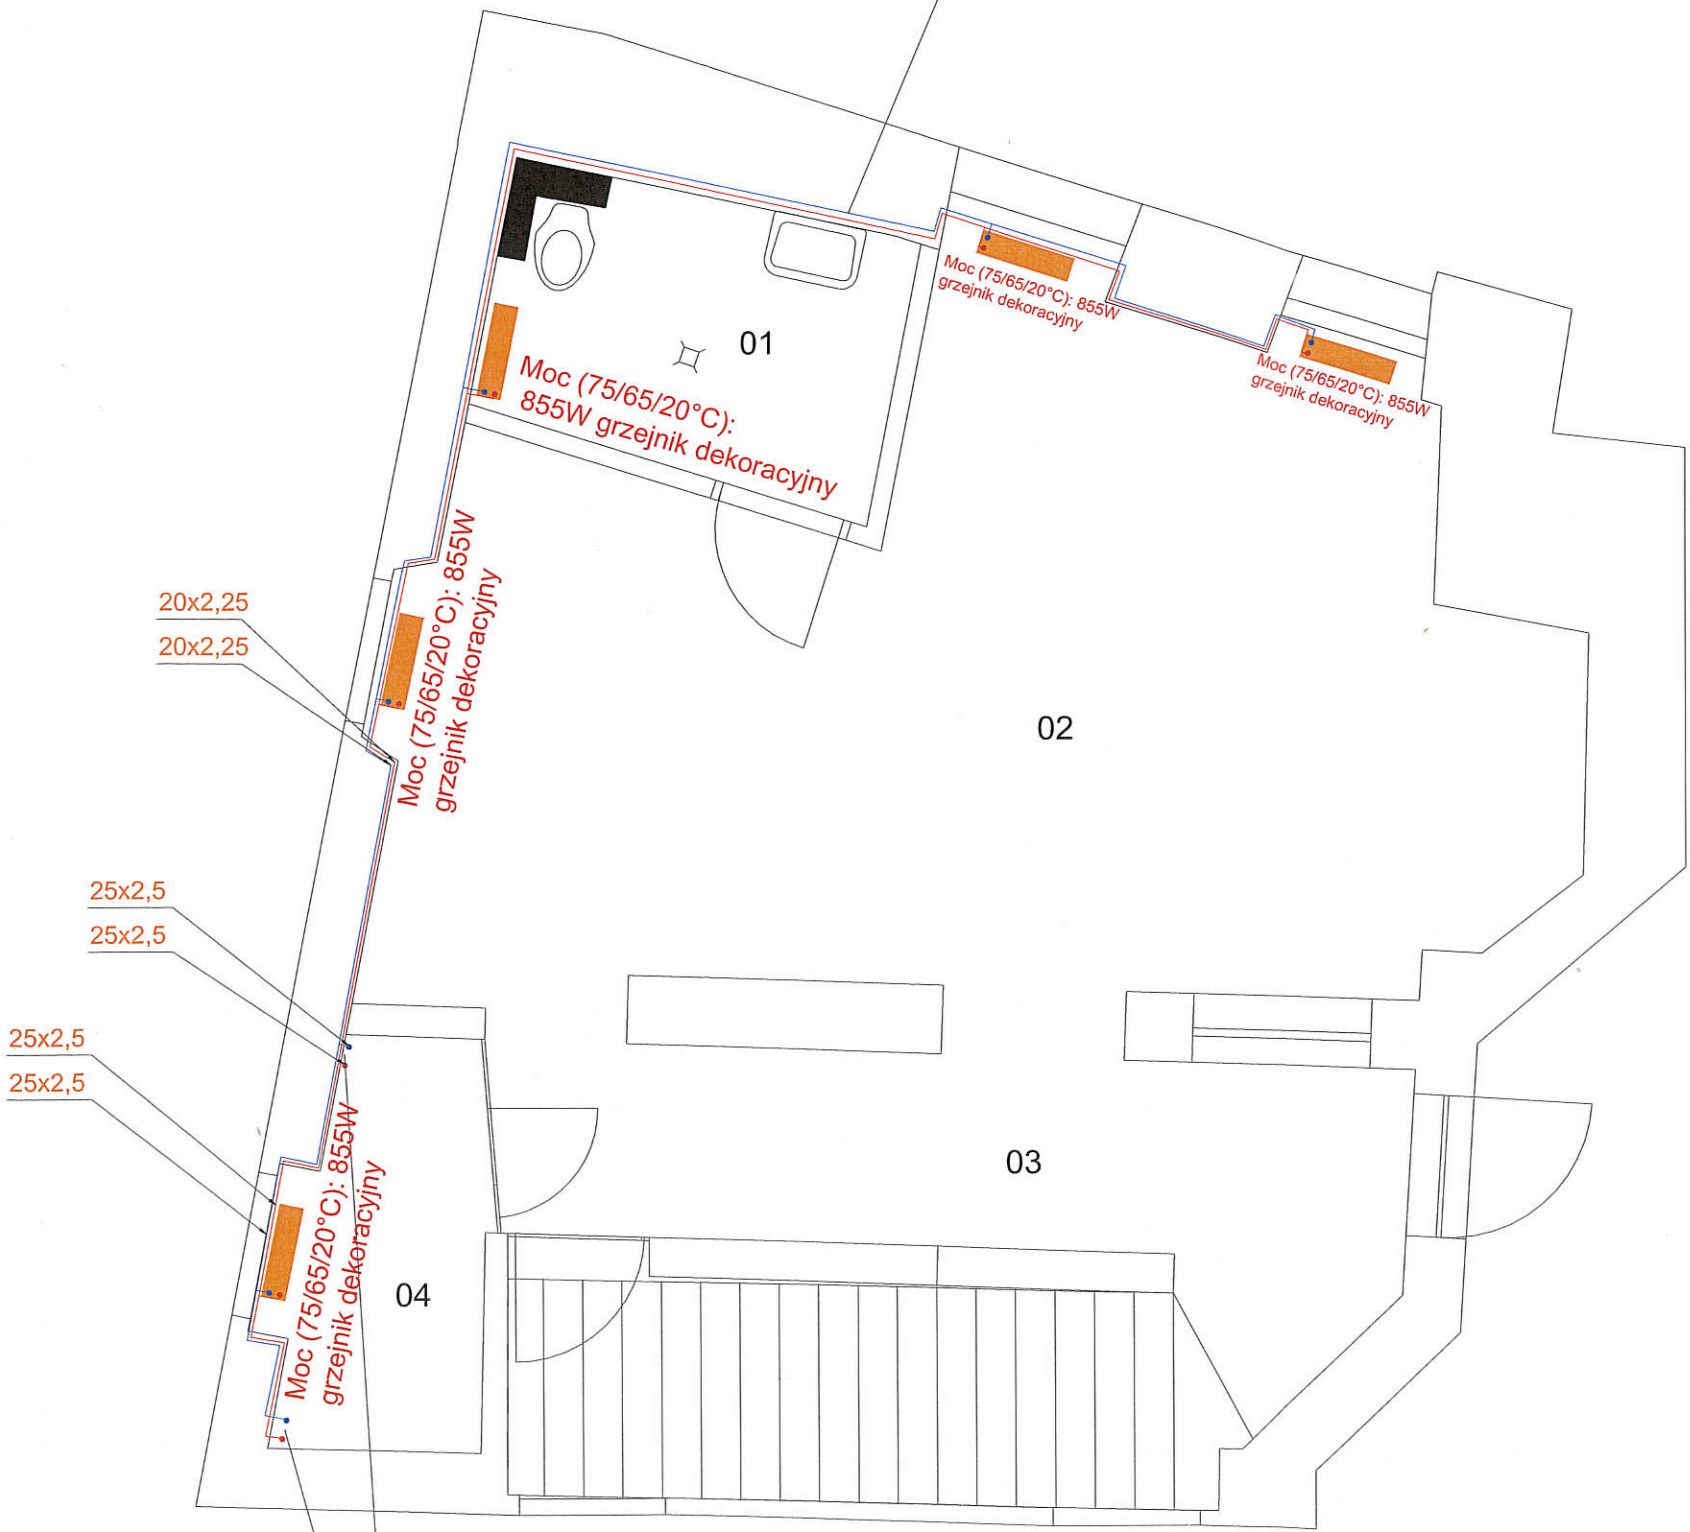 Moc (75/65/20°C): 855W
grzejnik dekoracyjny
Moc (75/65/20°C): 855W
grzejnik dekoracyjny
01
Moc (75/65/20°C):
855W grzejnik dekoracyjny
Moc (75/65/20°C): 855W
grzejnik dekoracyjny
20x2,25
20x2,25
02
25x2,5
25x2,5
25x2,5
25x2,5
Moc (75/65/20°C): 855W
grzejnik dekoracyjny
03
04